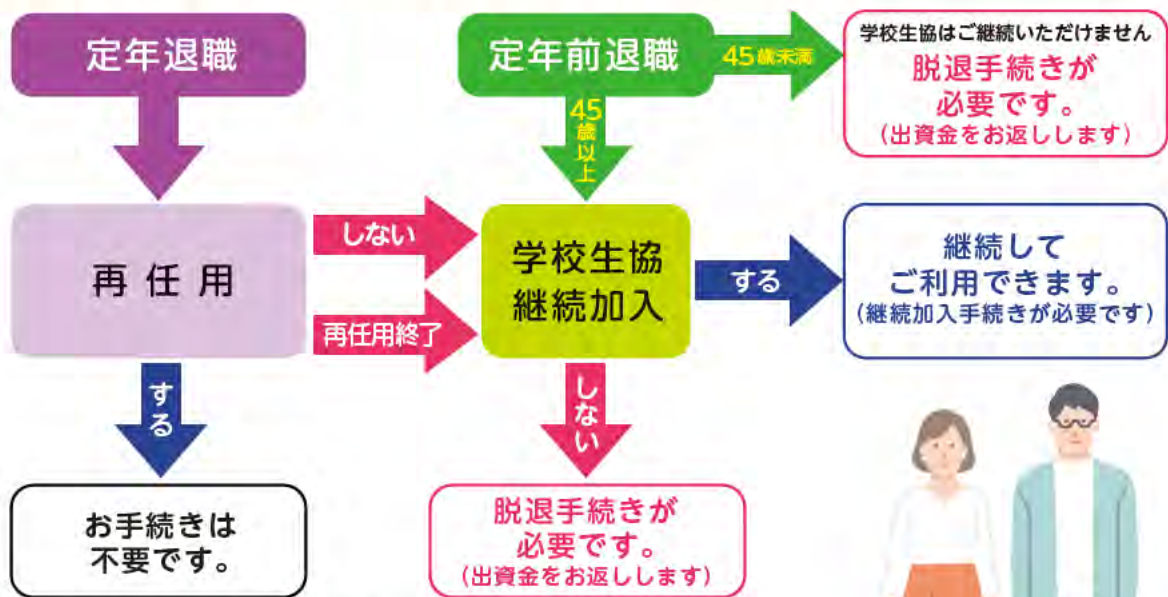 定年退職
定年前退職
45歳未満
学校生協はご継続いただけません
脱退手続きが
必要です。
(出資金をお返しします)
45歳以上
再任用
しない
再任用終了
学校生協
継続加入
する
継続して
ご利用できます。
(継続加入手続きが必要です)
する
しない
お手続きは
不要です。
脱退手続きが
必要です。
(出資金をお返しします)